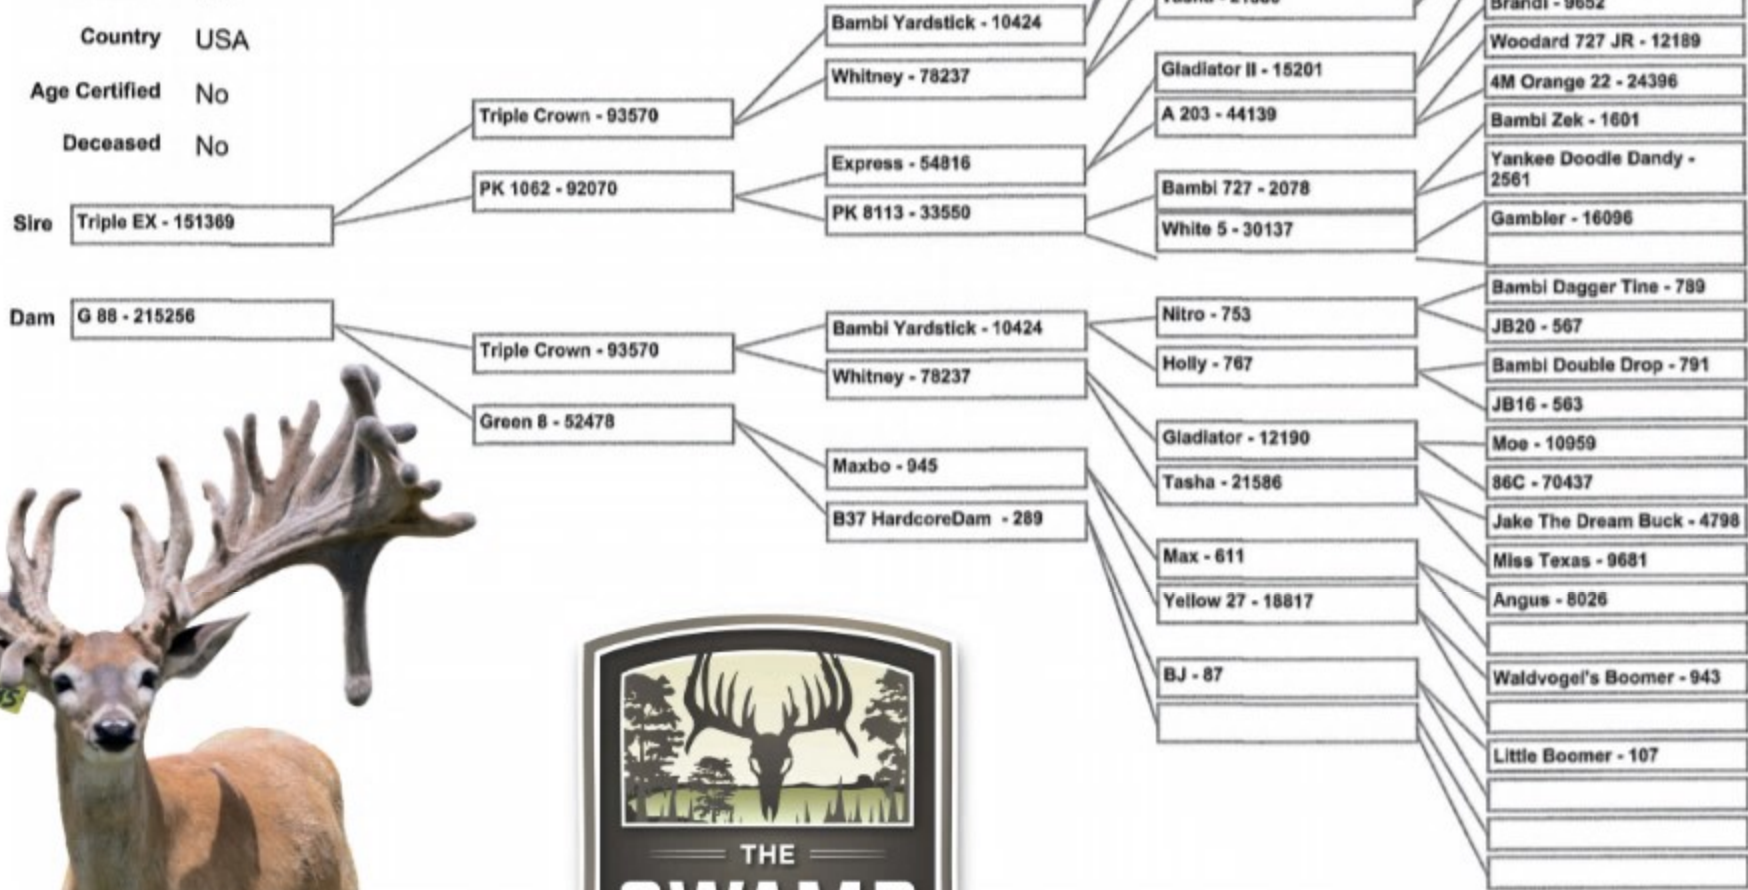 Country USA
Age Certified No
Deceased No
Sire
Triple EX - 151369
Dam
G 88 - 215256
Triple Crown - 93570
PK 1062 - 92070
Triple Crown - 93570
Green 8 - 52478
Bambi Yardstick - 10424
Whitney - 78237
Express - 54816
PK 8113 - 33550
Bambi Yardstick - 10424
Whitney - 78237
Maxbo - 945
B37 HardcoreDam - 289
Gladiator II - 15201
A 203 - 44139
Bambi 727 - 2078
White 5 - 30137
Nitro - 753
Holly - 767
Gladiator - 12190
Tasha - 21586
Max - 611
Yellow 27 - 18817
BJ - 87
Brandi - 9652
Woodard 727 JR - 12189
4M Orange 22 - 24396
Bambi Zek - 1601
Yankee Doodle Dandy -
2561
Gambler - 16096
Bambi Dagger Tine - 789
JB20 - 567
Bambi Double Drop - 791
JB16 - 563
Moe - 10959
86C - 70437
Jake The Dream Buck - 4798
Miss Texas - 9681
Angus - 8026
Waldvogel's Boomer - 943
Little Boomer - 107
THE
SWAMP